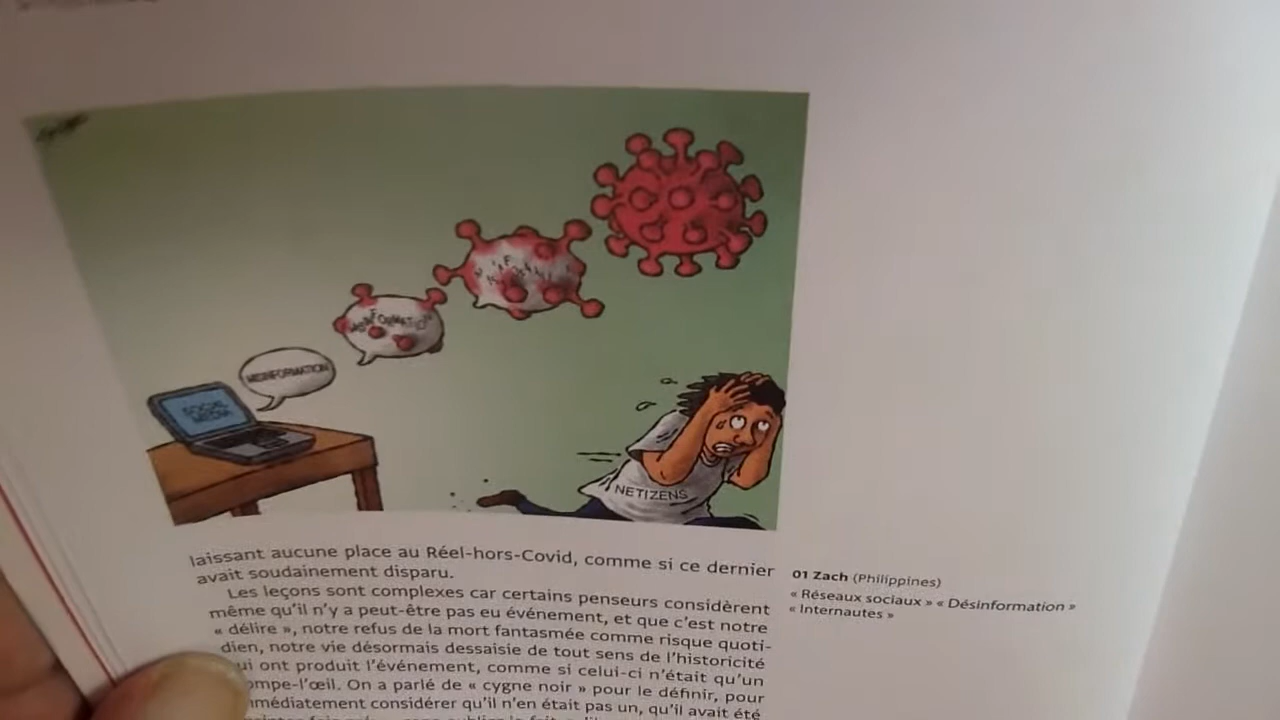 MISINFORMATION
SOCIAL
MEDIA
MISINFORMATION
NETIZENS
laissant aucune place au Réel-hors-Covid, comme si ce dernier
avait soudainement disparu.
Les leçons sont complexes car certains penseurs considèrent
même qu'il n'y a peut-être pas eu événement, et que c'est notre
« délire », notre refus de la mort fantasmée comme risque quoti-
dien, notre vie désormais dessaisie de tout sens de l'historicité
ui ont produit l'événement, comme si celui-ci n'était qu'un
ompe-l'œil. On a parlé de « cygne noir » pour le définir, pour
mmédiatement considérer qu'il n'en était pas un, qu'il avait été
01 Zach (Philippines)
« Réseaux sociaux » « Désinformation »
« Internautes »